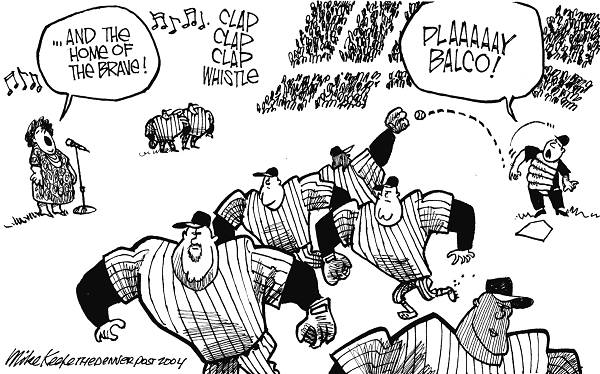 ...AND THE
HOME OF
THE BRAVE!
CLAP
CLAP
CLAP
WHISTLE
PLAAAAAY
BALCO!
Mike Keefe THE DENVER POST 2004